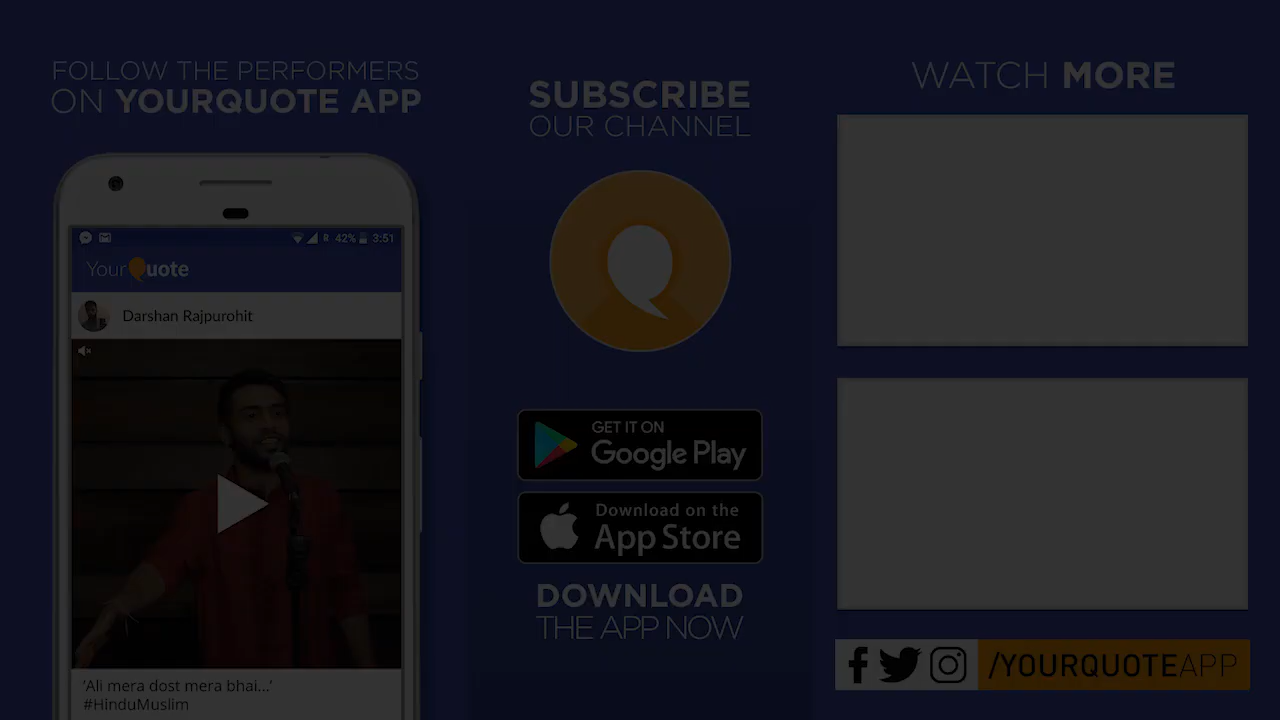 FOLLOW THE PERFORMERS
ON YOURQUOTE APP
42% 3:51
YourQuote
Darshan Rajpurohit
'Ali mera dost mera bhai...'
#HinduMuslim
SUBSCRIBE
OUR CHANNEL
GET IT ON
Google Play
Download on the
App Store
DOWNLOAD
THE APP NOW
WATCH MORE
/YOURQUOTEAPP